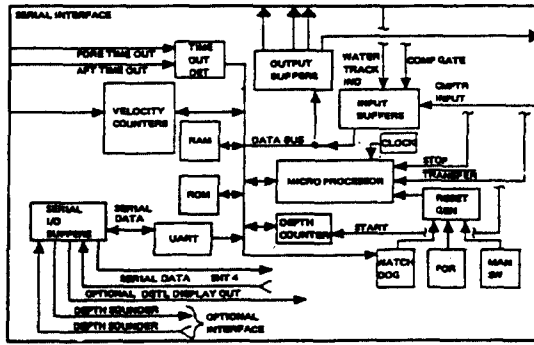 SERIAL INTERFACE
FORE TIME OUT
AFT TIME OUT
TIME
OUT
DET
OUTPUT
BUFFERS
WATER
TRACK
IND
COMP GATE
VELOCITY
COUNTERS
INPUT
BUFFERS
CMPTR
INPUT
RAM
DATA BUS
CLOCK
STOP
TRANSFER
MICRO PROCESSOR
ROM
RESET
GEN
SERIAL
I/O
BUFFERS
SERIAL
DATA
UART
DEPTH
COUNTER
START
WATCH
DOG
POR
MAN
SW
SERIAL DATA SHT 4
OPTIONAL, DSTL DISPLAY OUT
DEPTH SOUNDER
DEPTH SOUNDER
OPTIONAL
INTERFACE